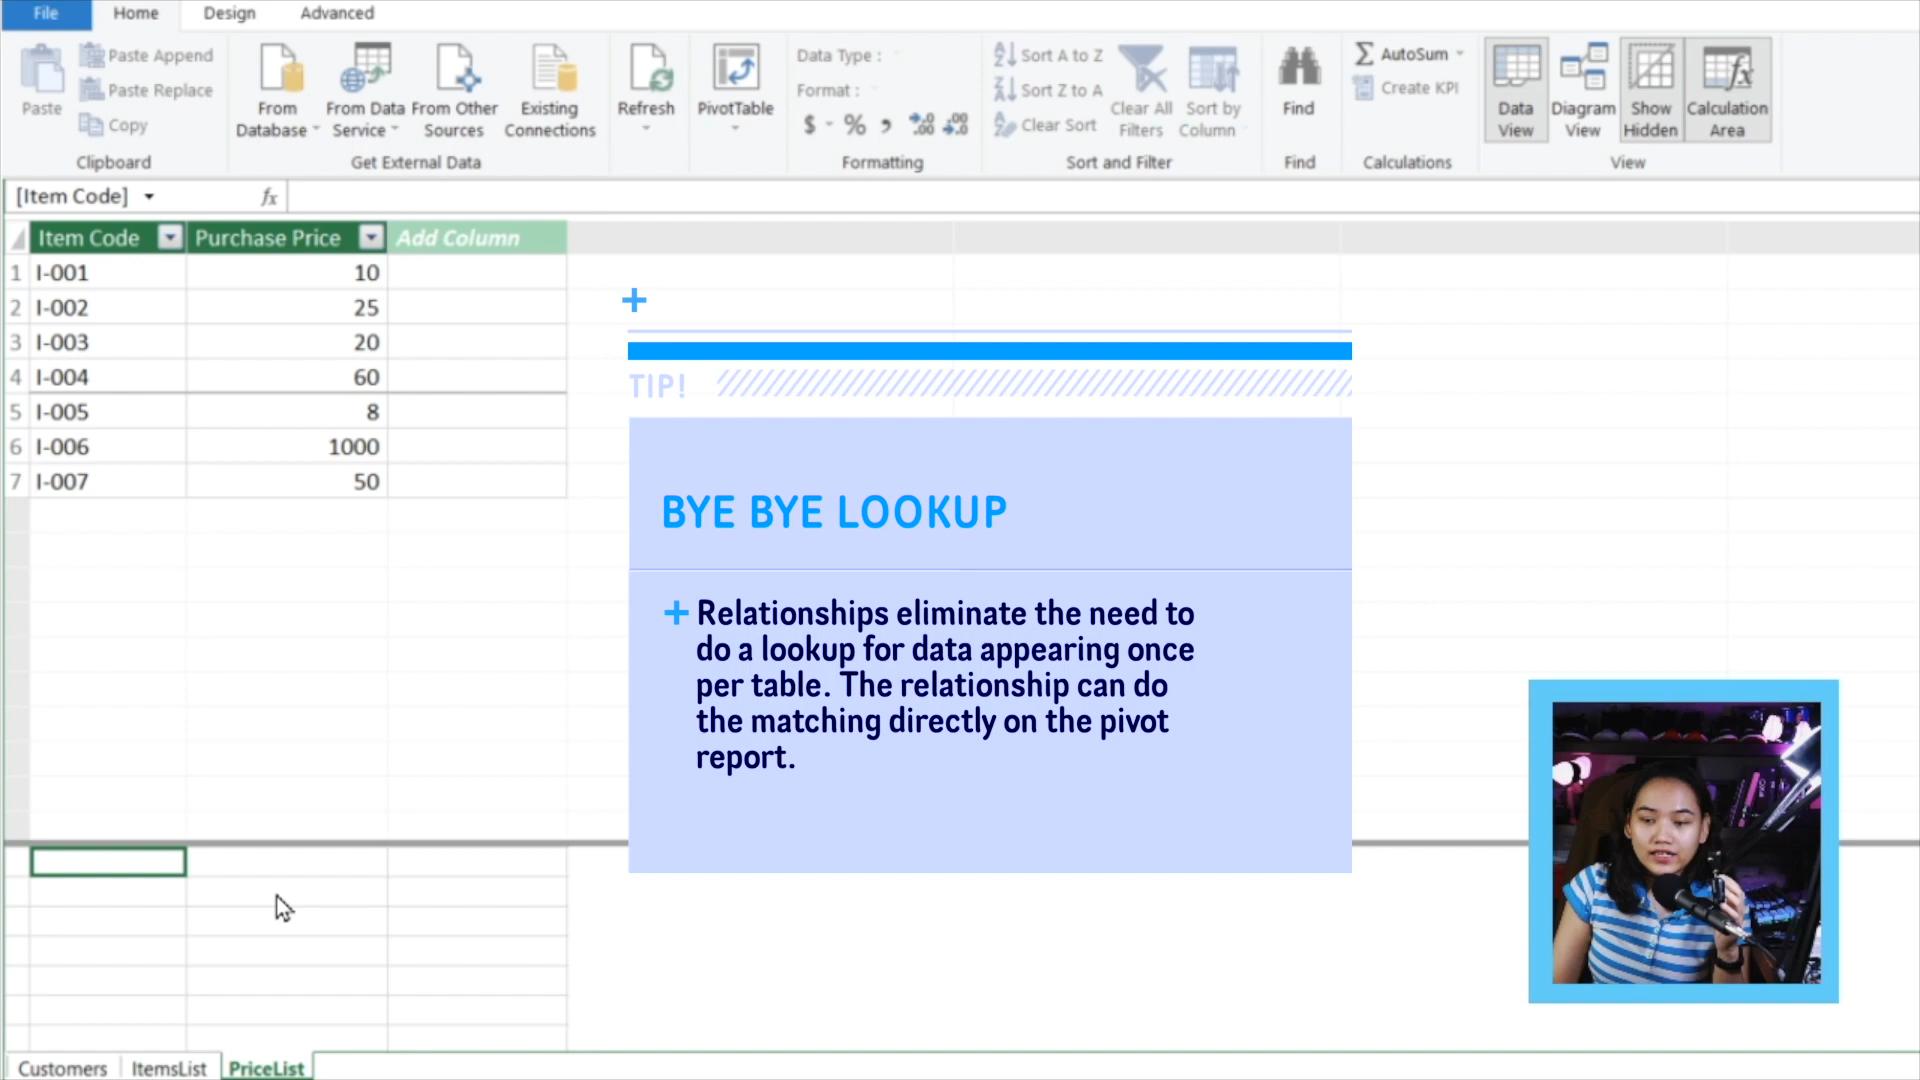 File Home Design Advanced
Paste
Paste Append
Paste Replace
Copy
Clipboard
From Database
From Data Service
From Other Sources
Existing Connections
Get External Data
Refresh
PivotTable
Data Type :
Format :
$ % ,
.00 .0
Formatting
Sort A to Z
Sort Z to A
Clear Sort
Clear All Filters
Sort by Column
Sort and Filter
Find
Find
AutoSum
Create KPI
Calculations
Data View
Diagram View
Show Hidden
Calculation Area
View
[Item Code] fx
Item Code Purchase Price Add Column
1 I-001 10
2 I-002 25
3 I-003 20
4 I-004 60
5 I-005 8
6 I-006 1000
7 I-007 50
TIP!
BYE BYE LOOKUP
Relationships eliminate the need to
do a lookup for data appearing once
per table. The relationship can do
the matching directly on the pivot
report.
Customers ItemsList PriceList